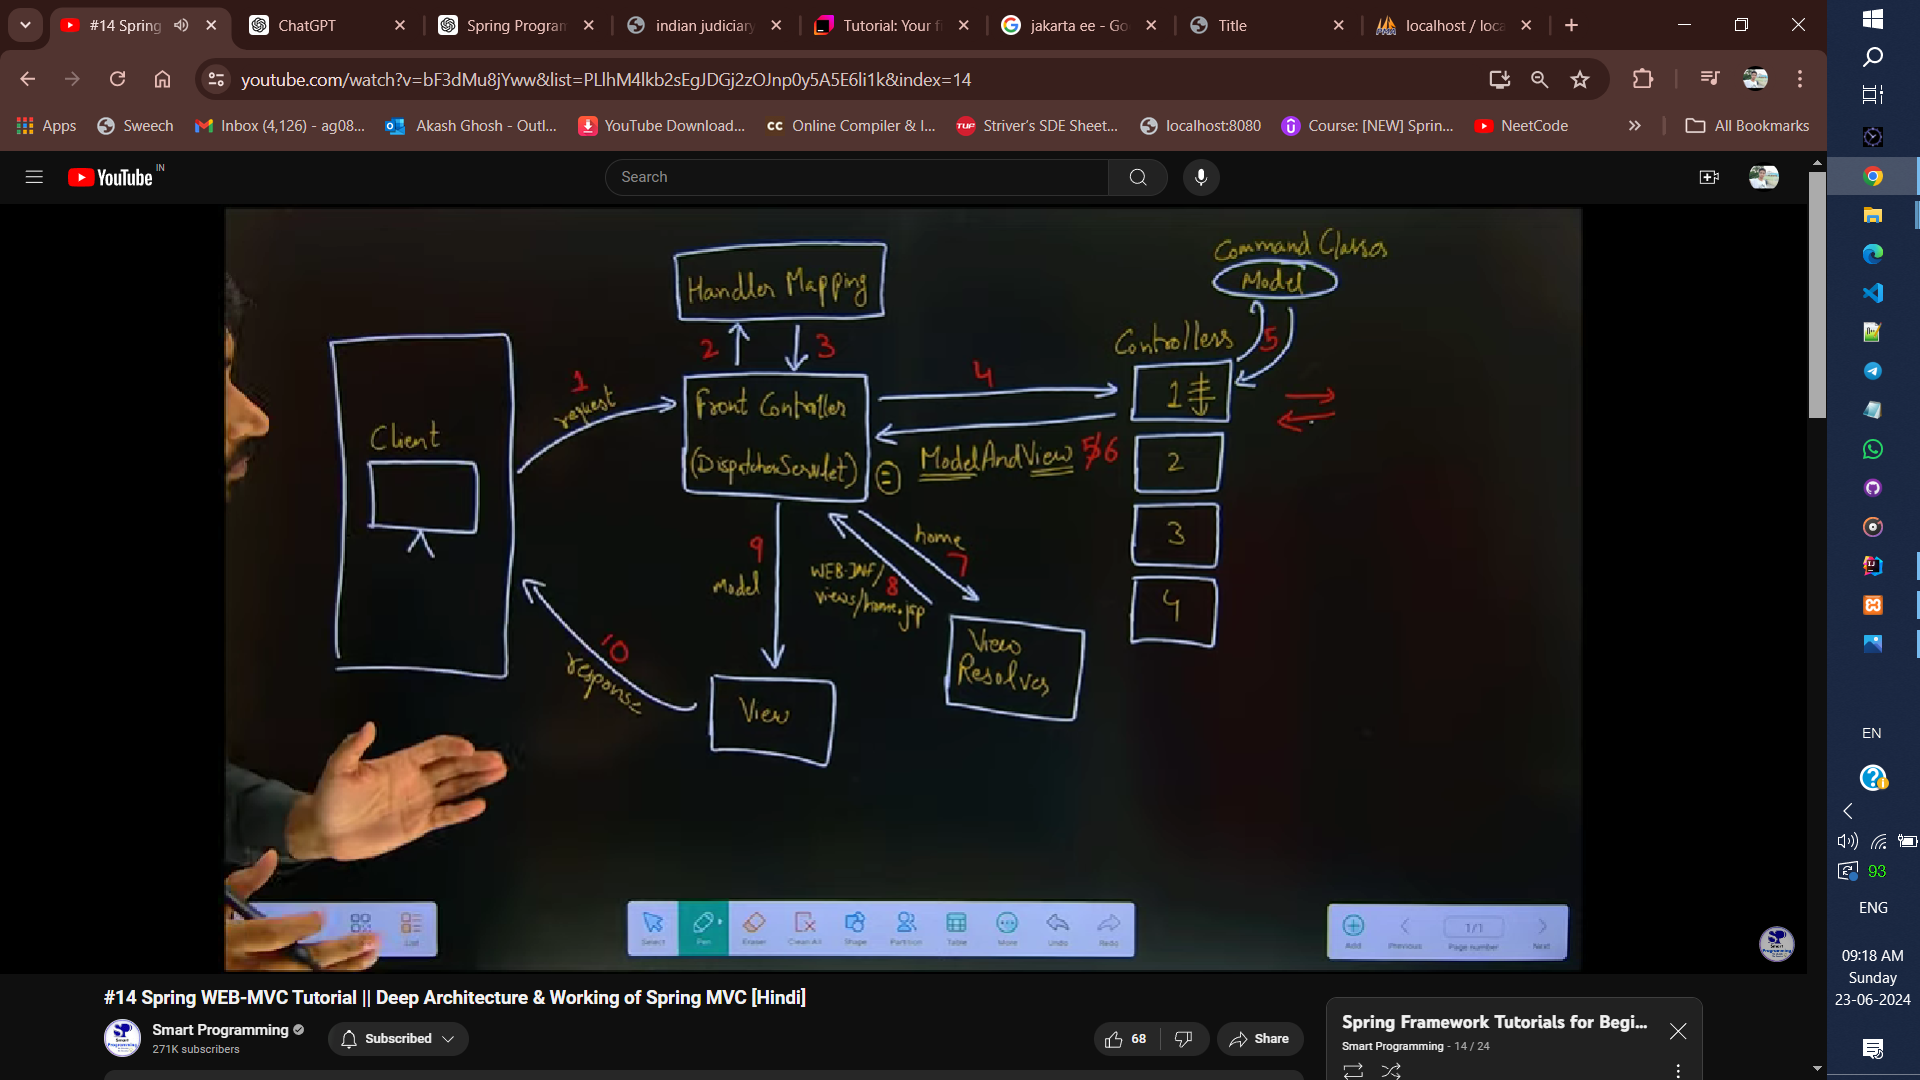 #14 Spring
ChatGPT
Spring Program
indian judiciary
Tutorial: Your fi
jakarta ee - Go
Title
localhost / loca
youtube.com/watch?v=bF3dMu8jYww&list=PLlhM4lkb2sEgJDGj2zOJnp0y5A5E6li1k&index=14
Apps
Sweech
Inbox (4,126) - ag08...
Akash Ghosh - Outl...
YouTube Download...
CC Online Compiler & I...
TUF Striver's SDE Sheet...
localhost:8080
Course: [NEW] Sprin...
NeetCode
All Bookmarks
YouTube IN
Search
Command Classes
Model
Handler Mapping
Controllers
2 3
5
1
request
4
1
Front Controller
(DispatcherServlet)
ModelAndView 5 6
2
Client
3
home
7
9
Model
WEB-INF/
views/home.jsp
8
4
10
response
View
Resolver
View
List
Select
Pen
Eraser
Clean All
Shape
Partition
Table
More
Undo
Redo
Add
Previous
1/1
Page number
Next
#14 Spring WEB-MVC Tutorial || Deep Architecture & Working of Spring MVC [Hindi]
SP Smart Programming
271K subscribers
Subscribed
68
Share
Spring Framework Tutorials for Begi...
Smart Programming - 14 / 24
EN
93
ENG
09:18 AM
Sunday
23-06-2024